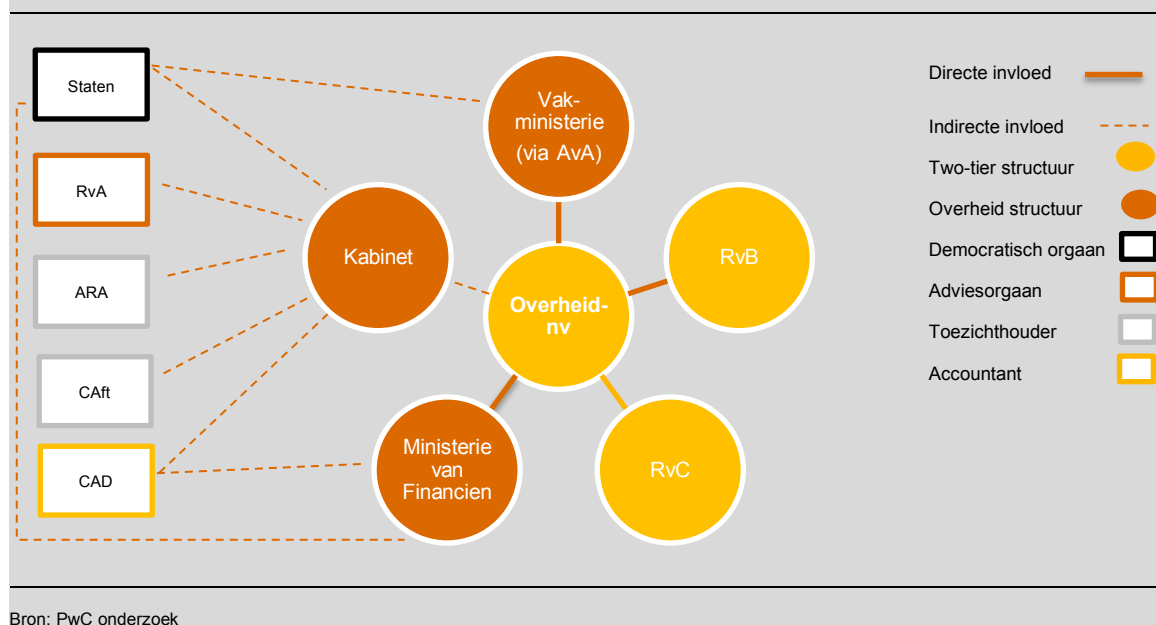 Staten
RvA
ARA
CAft
CAD
Vak-
ministerie
(via AvA)
Kabinet
Overheid-
nv
RvB
Ministerie
van
Financien
RvC
Directe invloed
Indirecte invloed
Two-tier structuur
Overheid structuur
Democratisch orgaan
Adviesorgaan
Toezichthouder
Accountant
Bron: PwC onderzoek